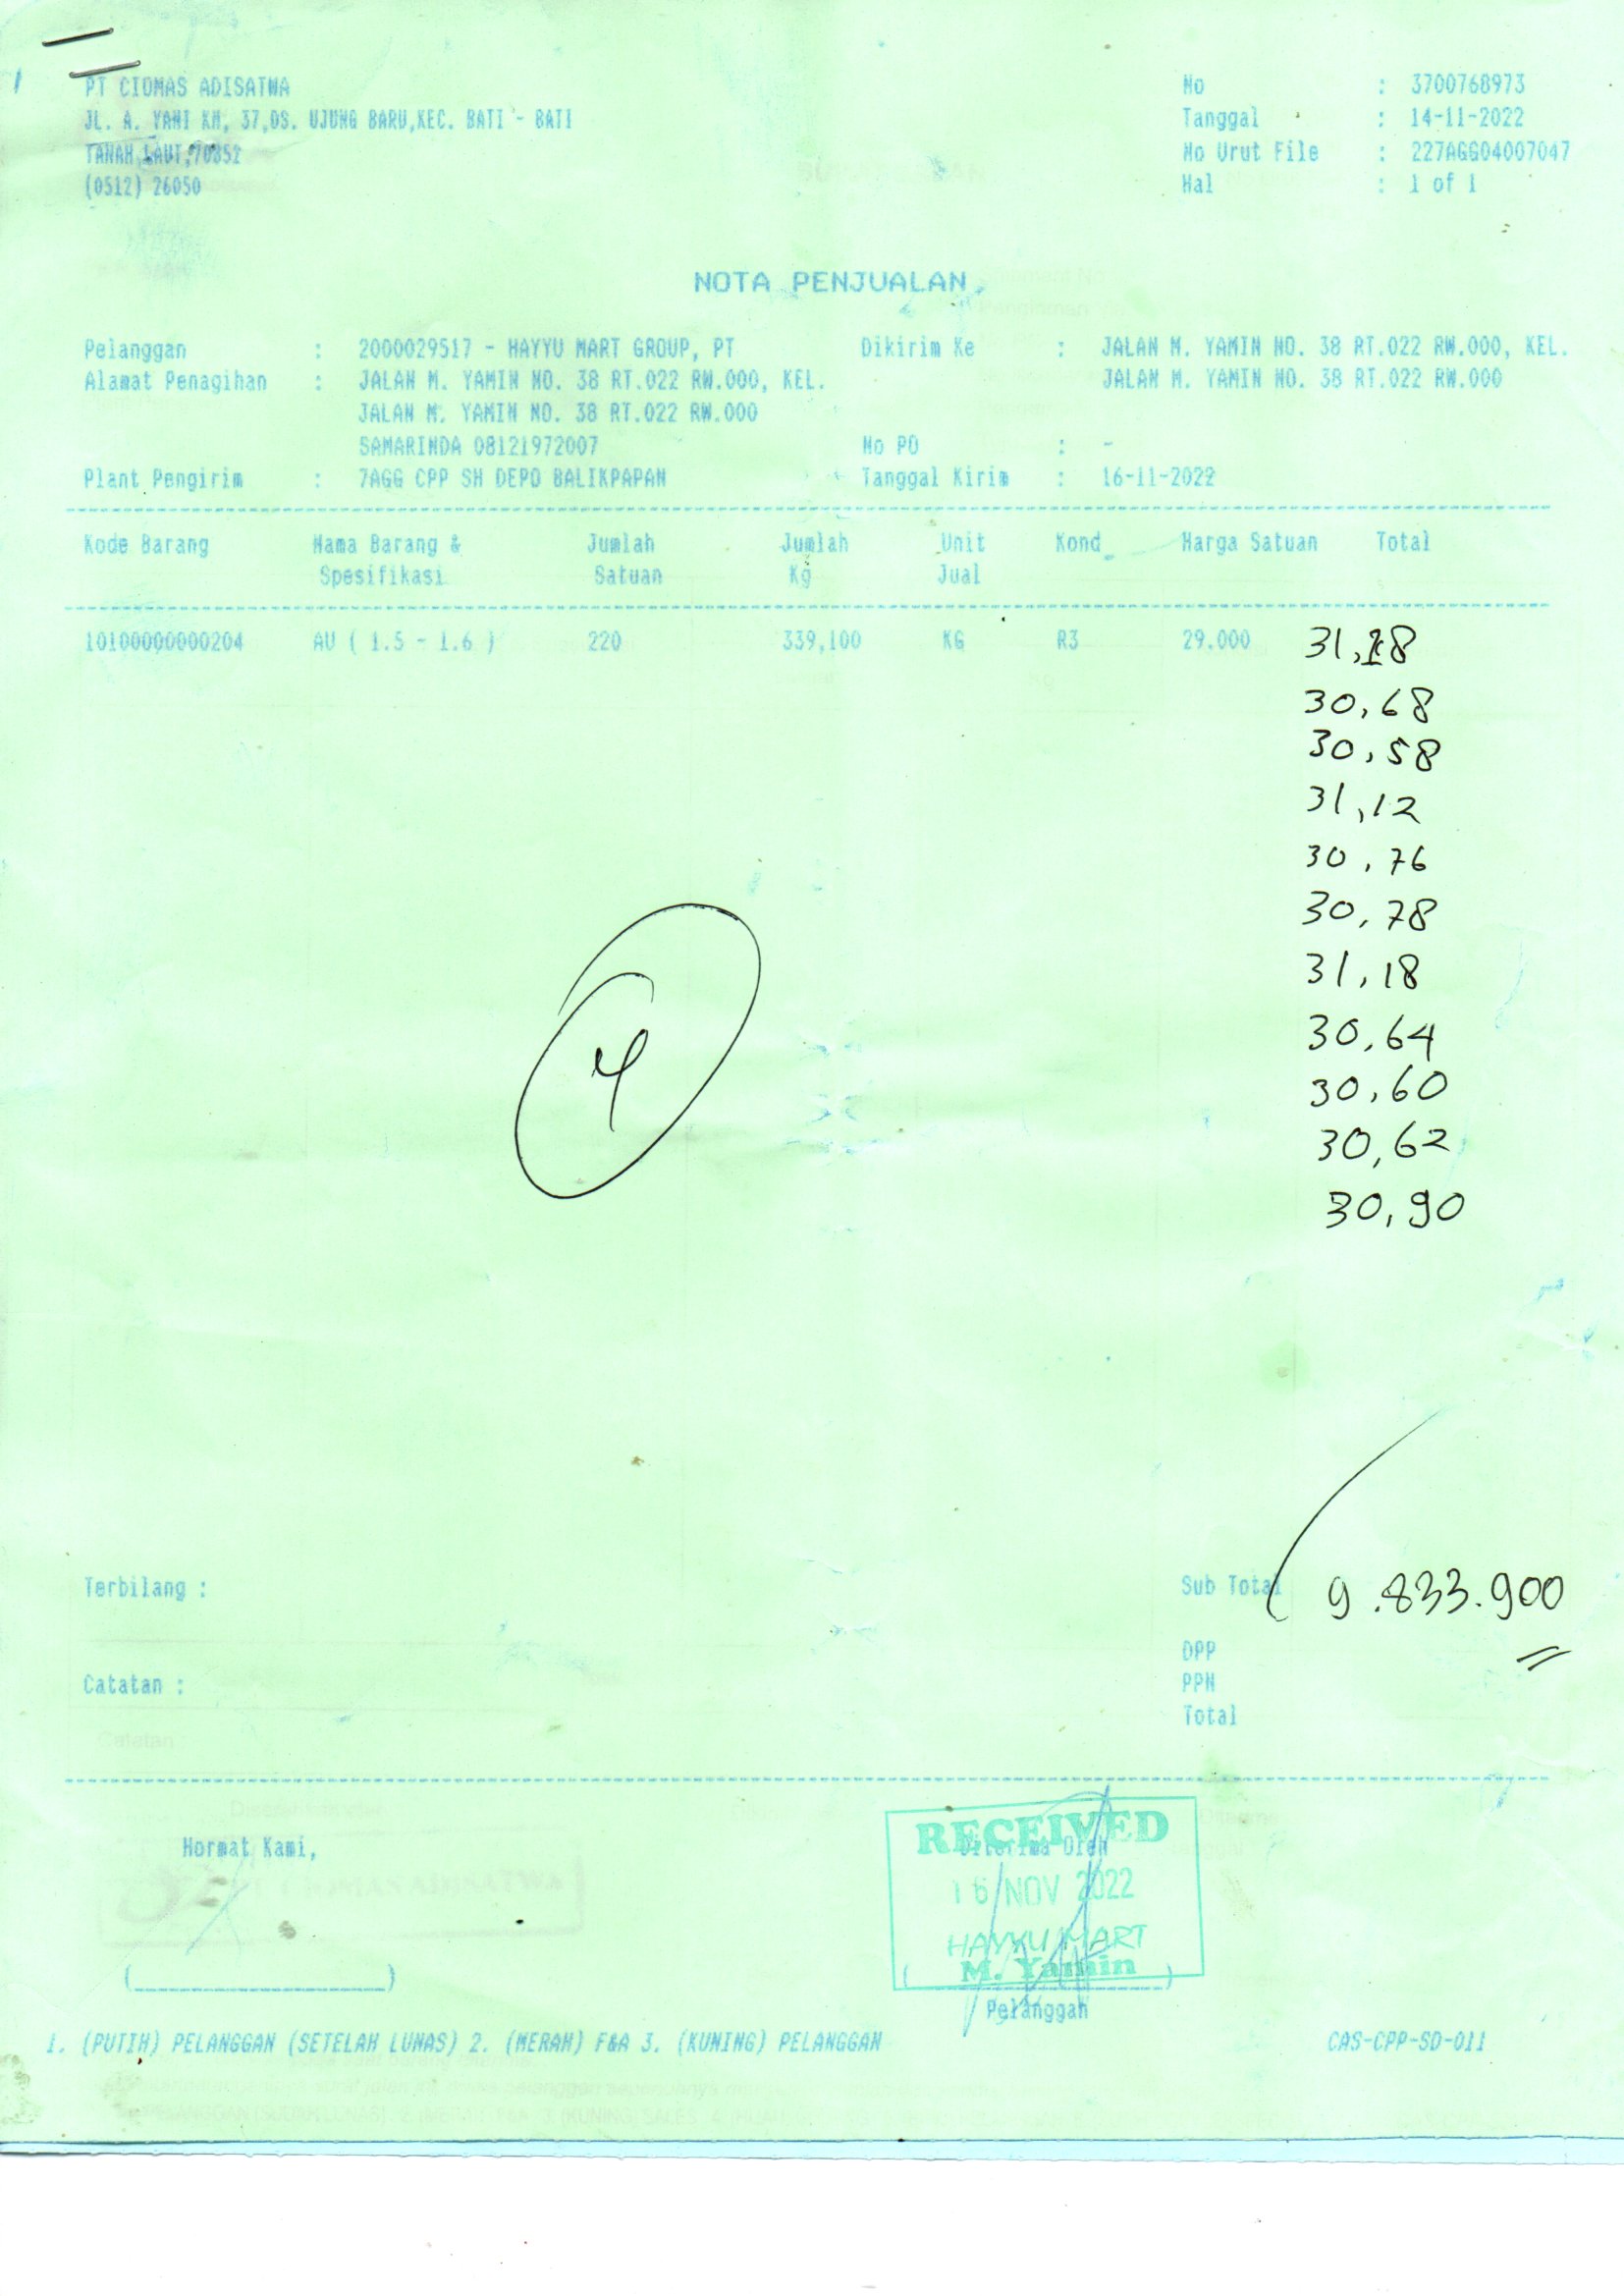 PT CIOMAS ADISATWA
JL. A. YANI KM, 37,DS. UJUNG BARU,KEC. BATI - BATI
TANAH LAUT,70852
(0512) 26050
No : 3700768973
Tanggal : 14-11-2022
No Urut File : 227AGG04007047
Hal : 1 of 1
NOTA PENJUALAN
Pelanggan : 2000029517 - HAYYU MART GROUP, PT
Alamat Penagihan : JALAN M. YAMIN NO. 38 RT.022 RW.000, KEL.
JALAN M. YAMIN NO. 38 RT.022 RW.000
SAMARINDA 08121972007
Plant Pengirim : 7AGG CPP SH DEPO BALIKPAPAN
Dikirim Ke : JALAN M. YAMIN NO. 38 RT.022 RW.000, KEL.
JALAN M. YAMIN NO. 38 RT.022 RW.000
No PO : -
Tanggal Kirim : 16-11-2022
Kode Barang Nama Barang & Jumlah Jumlah Unit Kond Harga Satuan Total
Spesifikasi Satuan Kg Jual
10100000000204 AU ( 1.5 - 1.6 ) 220 339,100 KG R3 29.000
30,68
30,58
31,12
30,76
30,78
31,18
30,64
30,60
30,62
30,90
4
Terbilang :
Sub Total 9.833.900
DPP
Catatan :
PPN
Total
Hormat Kami,
RECEIVED
Diterima Oleh
16 NOV 2022
HAYYU MART
M. Yamin
Pelanggan
1. (PUTIH) PELANGGAN (SETELAH LUNAS) 2. (MERAH) F&A 3. (KUNING) PELANGGAN
CAS-CPP-SD-011